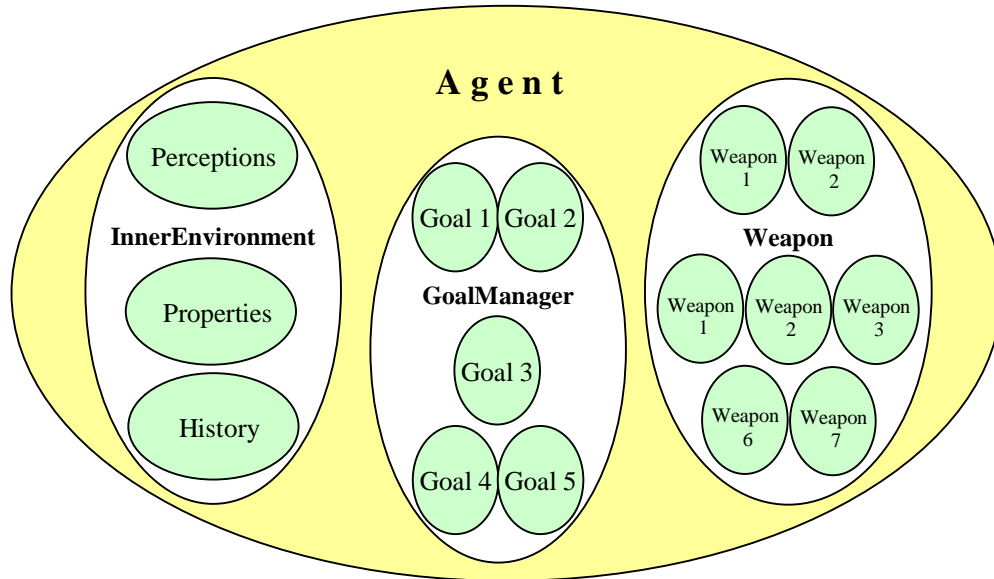 A g e n t
Perceptions
InnerEnvironment
Properties
History
Goal 1
Goal 2
GoalManager
Goal 3
Goal 4
Goal 5
Weapon
1
Weapon
2
Weapon
Weapon
1
Weapon
2
Weapon
3
Weapon
6
Weapon
7